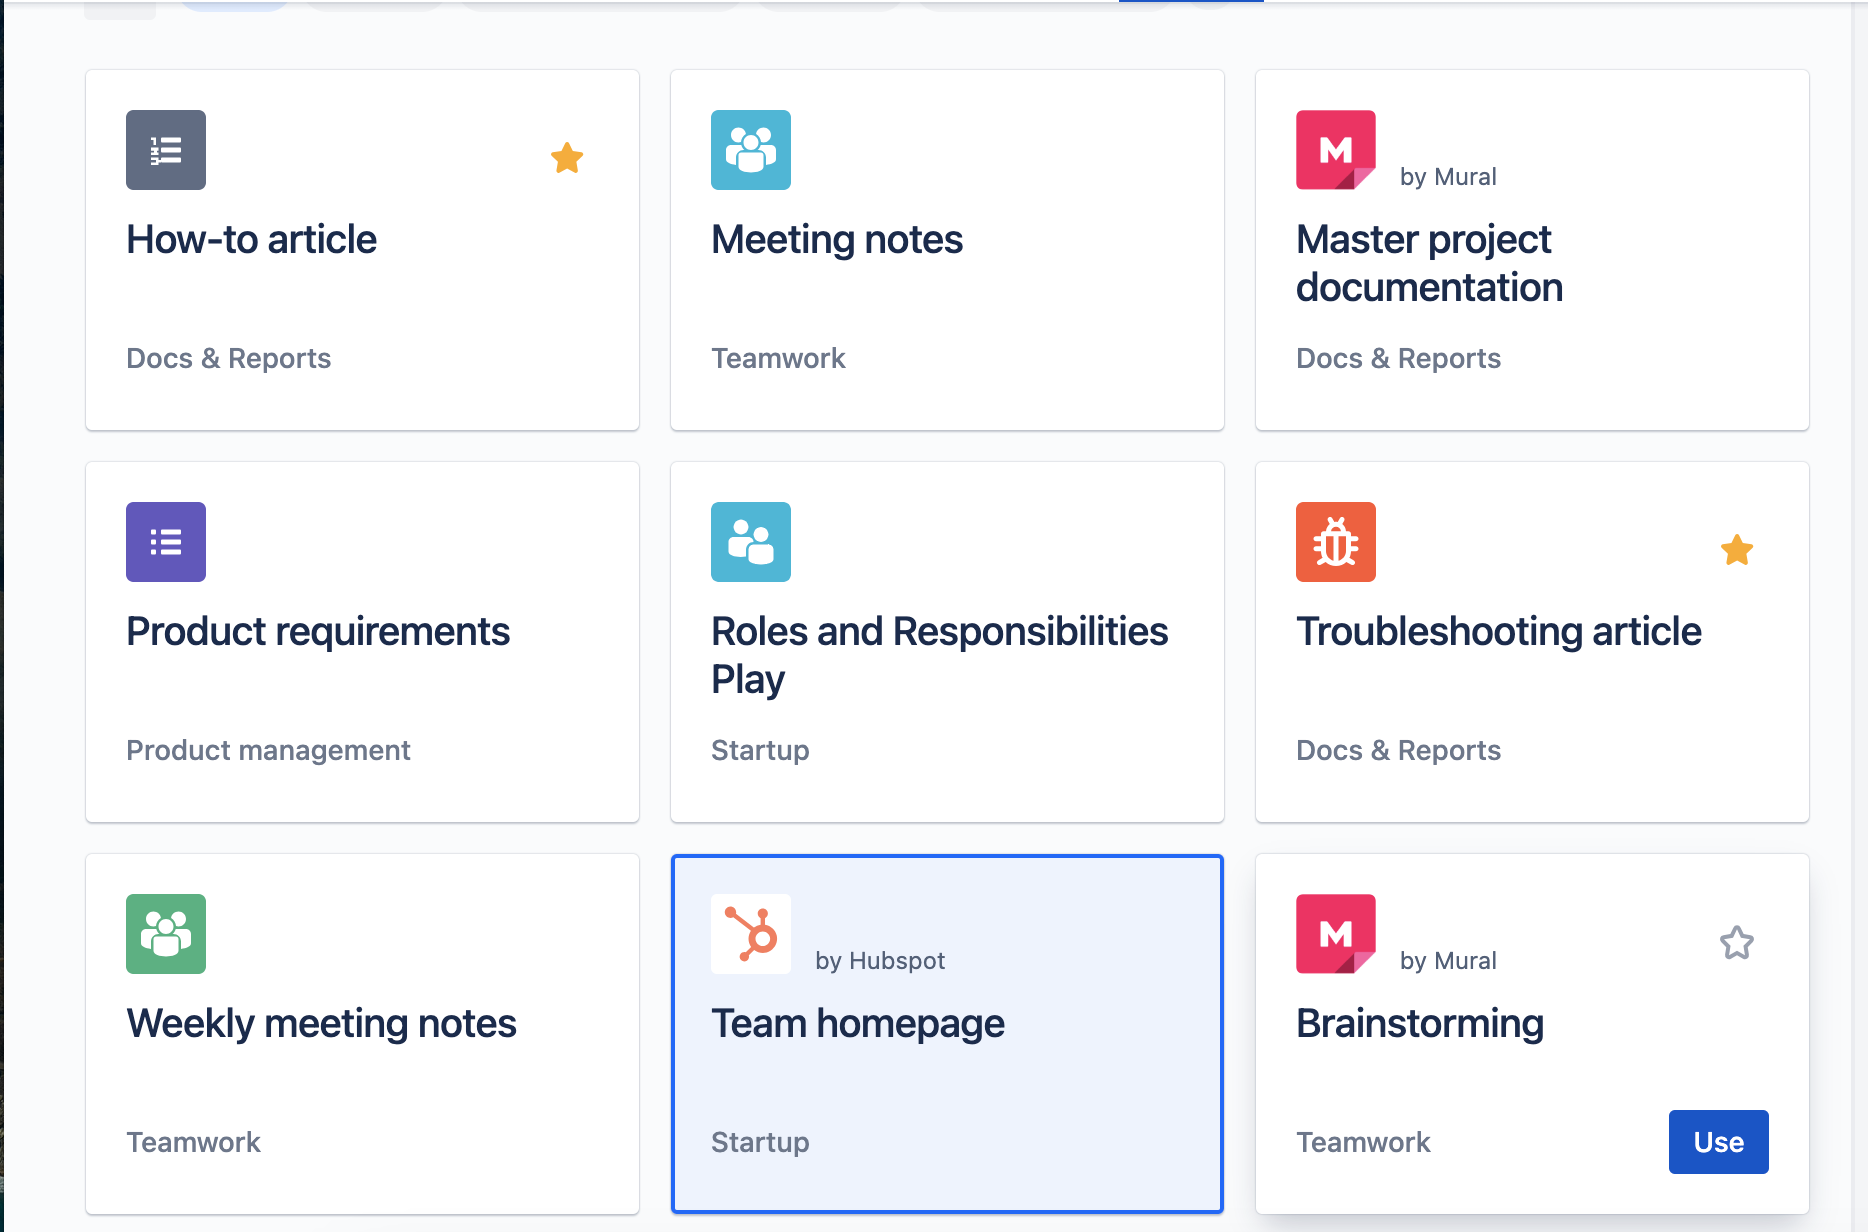 How-to article
Docs & Reports
Meeting notes
Teamwork
M
by Mural
Master project
documentation
Docs & Reports
Product requirements
Product management
Roles and Responsibilities
Play
Startup
Troubleshooting article
Docs & Reports
Weekly meeting notes
Teamwork
by Hubspot
Team homepage
Startup
M
by Mural
Brainstorming
Teamwork
Use